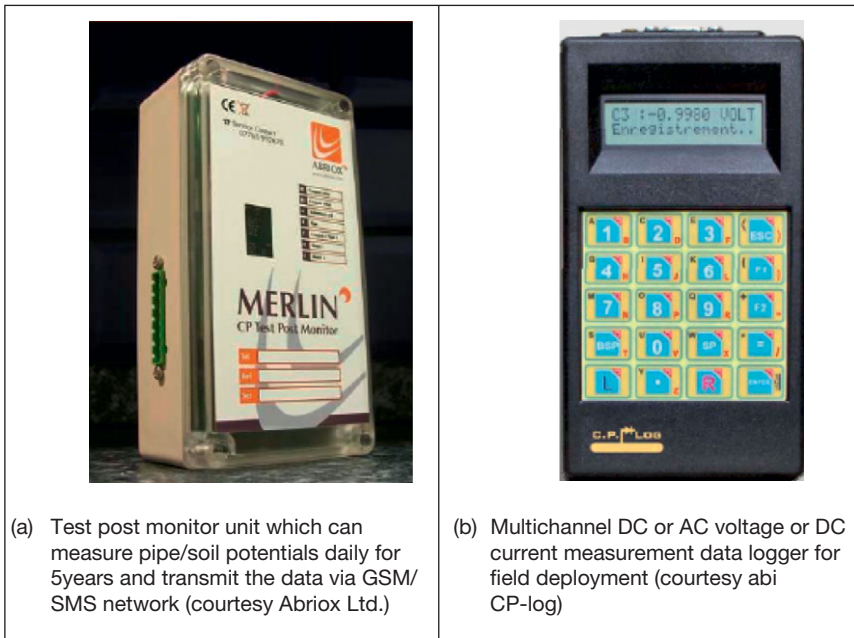 CE
ABRIOX
MERLIN
CP Test Post Monitor
(a) Test post monitor unit which can
measure pipe/soil potentials daily for
5years and transmit the data via GSM/
SMS network (courtesy Abriox Ltd.)
C3 :-0.9980 VOLT
Enregistrement..
A 1 B C 2 D E 3 F ( ESC )
G 4 H I 5 J K 6 L F1
M 7 N O 8 P Q 9 R + F2 -
S BSP T U 0 V W SP X * = /
L Y . Z R ENTER
C.P. LOG
(b) Multichannel DC or AC voltage or DC
current measurement data logger for
field deployment (courtesy abi
CP-log)